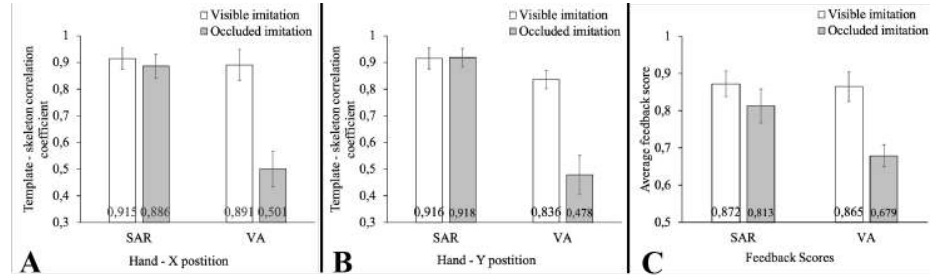 Visible imitation
Occluded imitation
Template - skeleton correlation
coefficient
1
0,9
0,8
0,7
0,6
0,5
0,4
0,3
0,915
0,886
0,891
0,501
SAR
VA
A
Hand - X postition
Visible imitation
Occluded imitation
Template - skeleton correlation
coefficient
1
0,9
0,8
0,7
0,6
0,5
0,4
0,3
0,916
0,918
0,836
0,478
SAR
VA
B
Hand - Y postition
Visible imitation
Occluded imitation
Average feedback score
1
0,9
0,8
0,7
0,6
0,5
0,872
0,813
0,865
0,679
SAR
VA
C
Feedback Scores